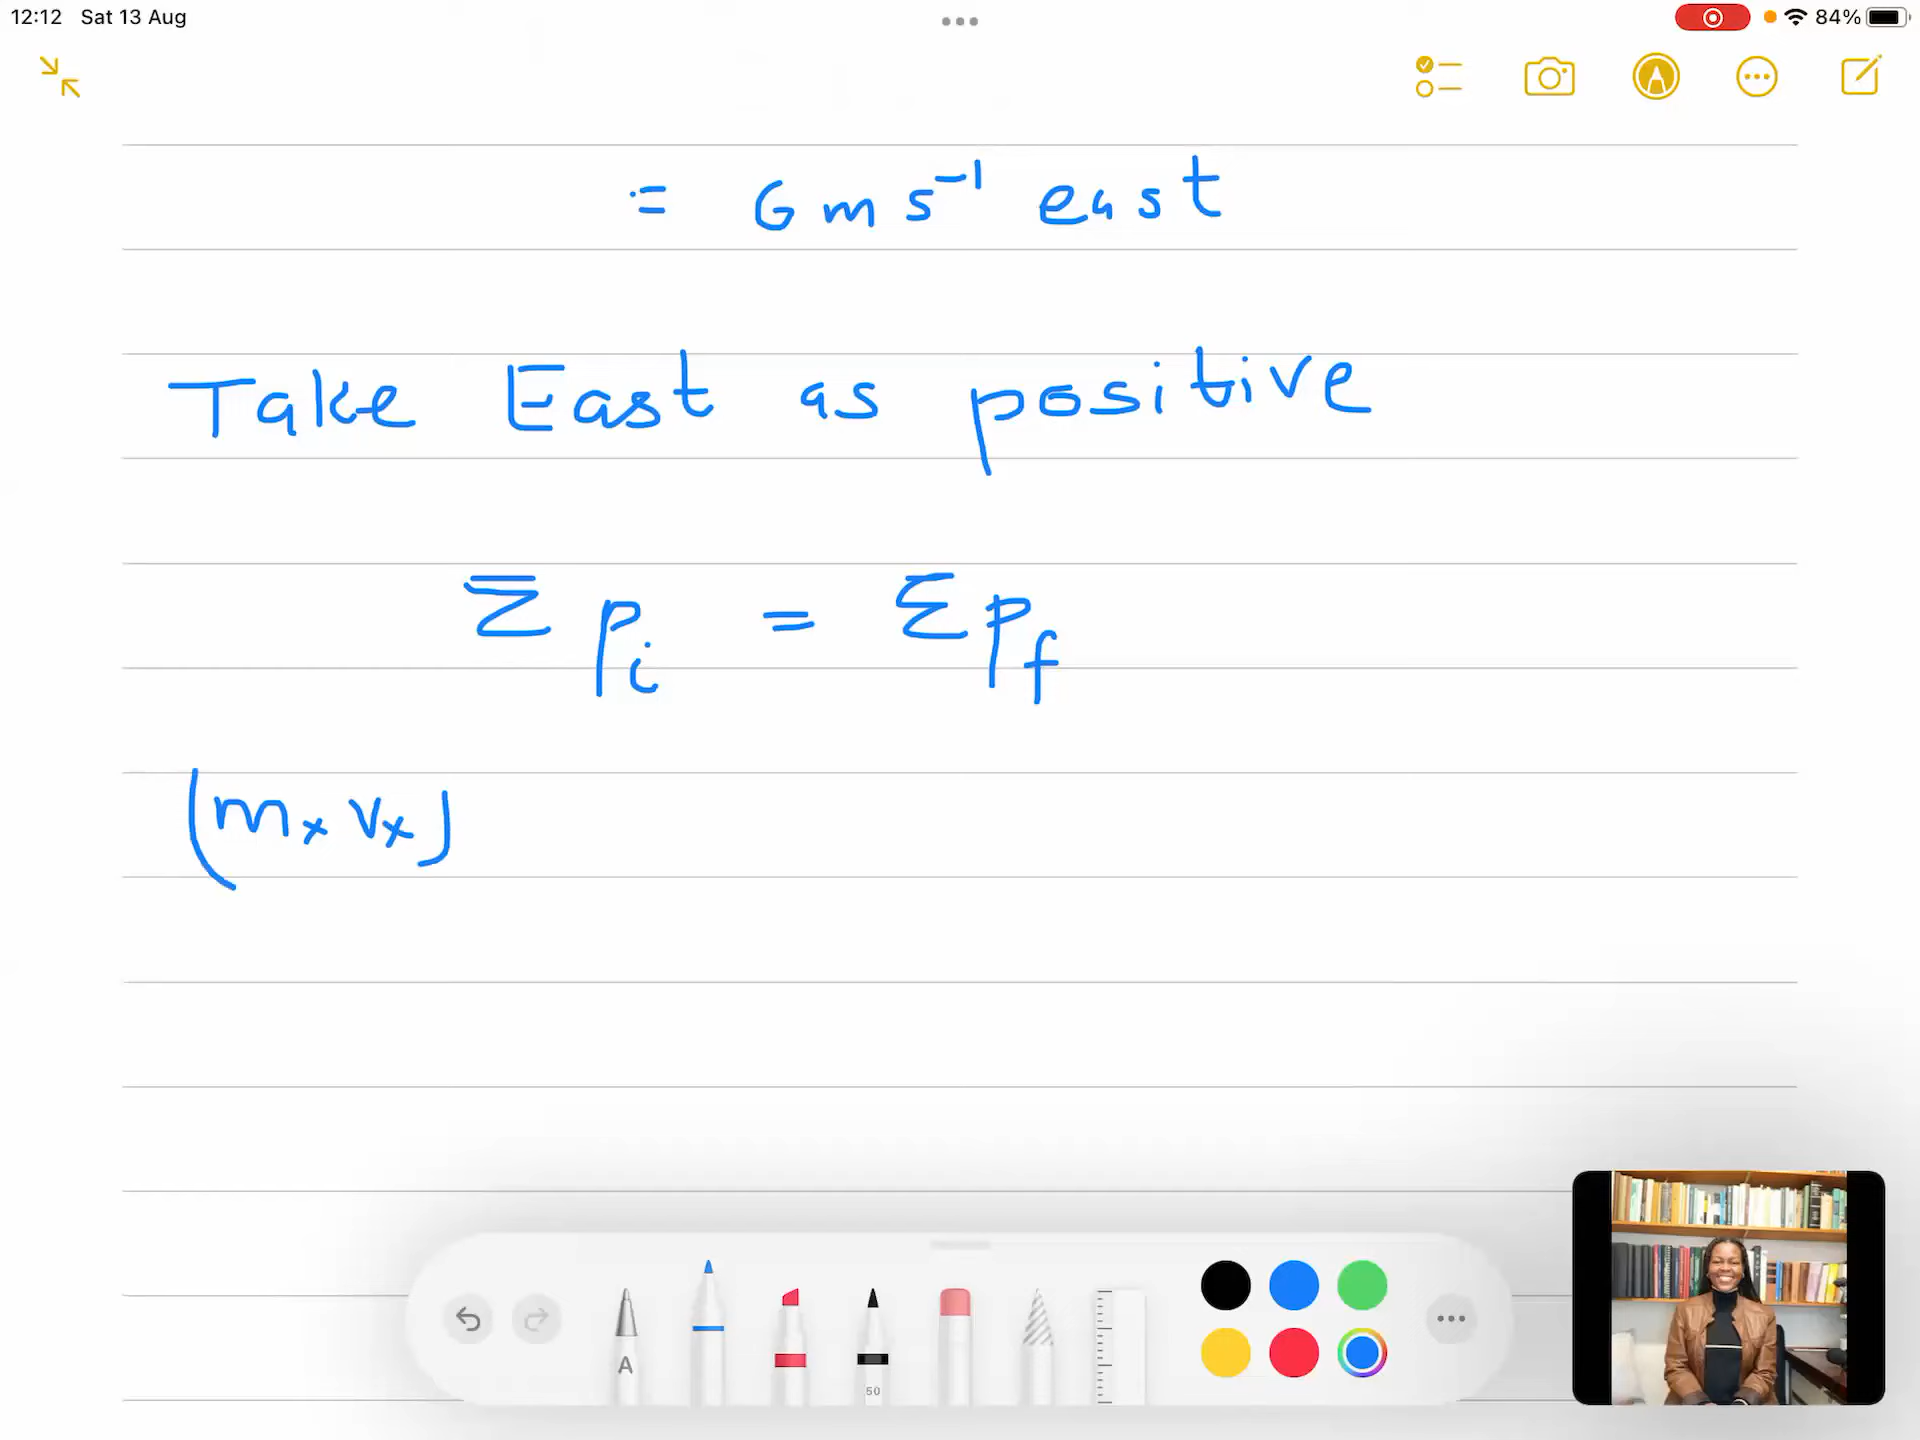 12:12 Sat 13 Aug 84%
= 6 m s⁻¹ east
Take East as positive
Σ pᵢ = Σ p_f
(mₓ vₓ)
A
50